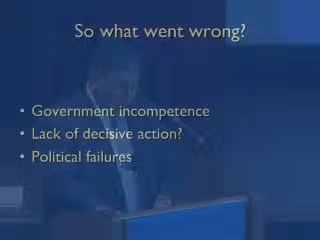 So what went wrong?
• Government incompetence
• Lack of decisive action?
• Political failures